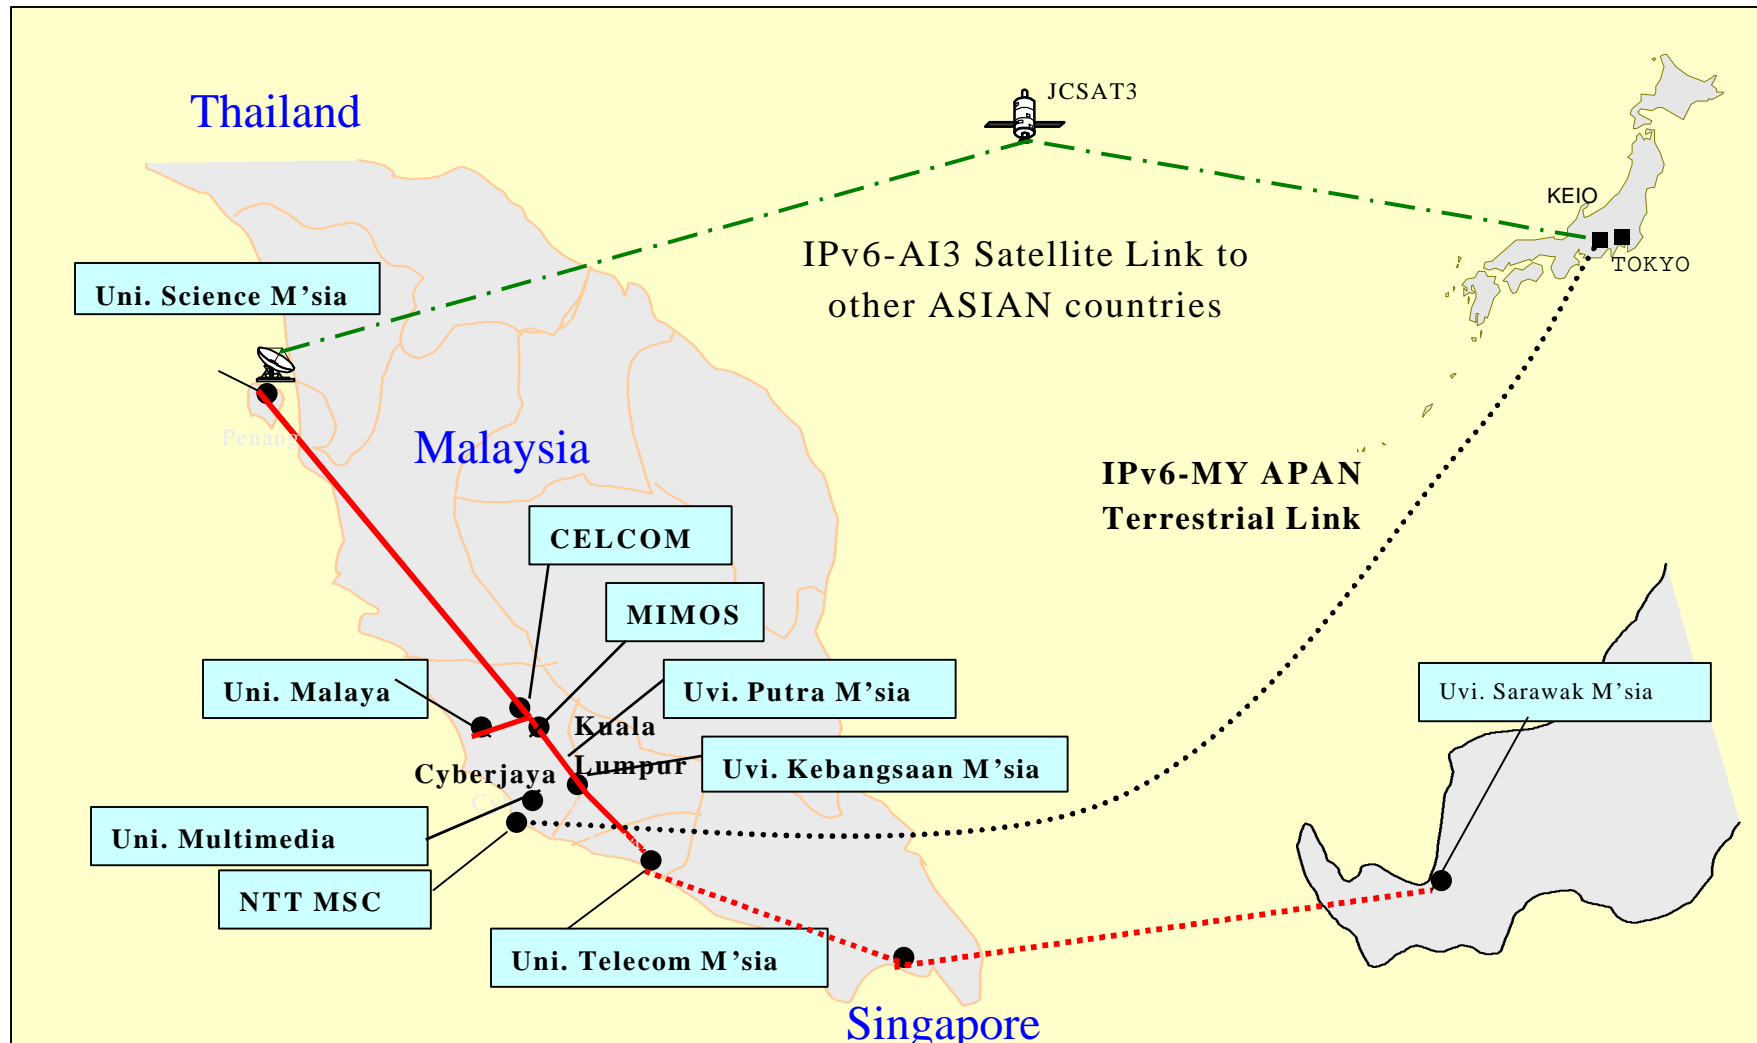 JCSAT3
Thailand
KEIO
IPv6-AI3 Satellite Link to
other ASIAN countries
TOKYO
Uni. Science M’sia
Penang
Malaysia
IPv6-MY APAN
Terrestrial Link
CELCOM
MIMOS
Uni. Malaya
Uvi. Putra M’sia
Uvi. Sarawak M’sia
Kuala
Lumpur
Cyberjaya
Uvi. Kebangsaan M’sia
Uni. Multimedia
NTT MSC
Uni. Telecom M’sia
Singapore